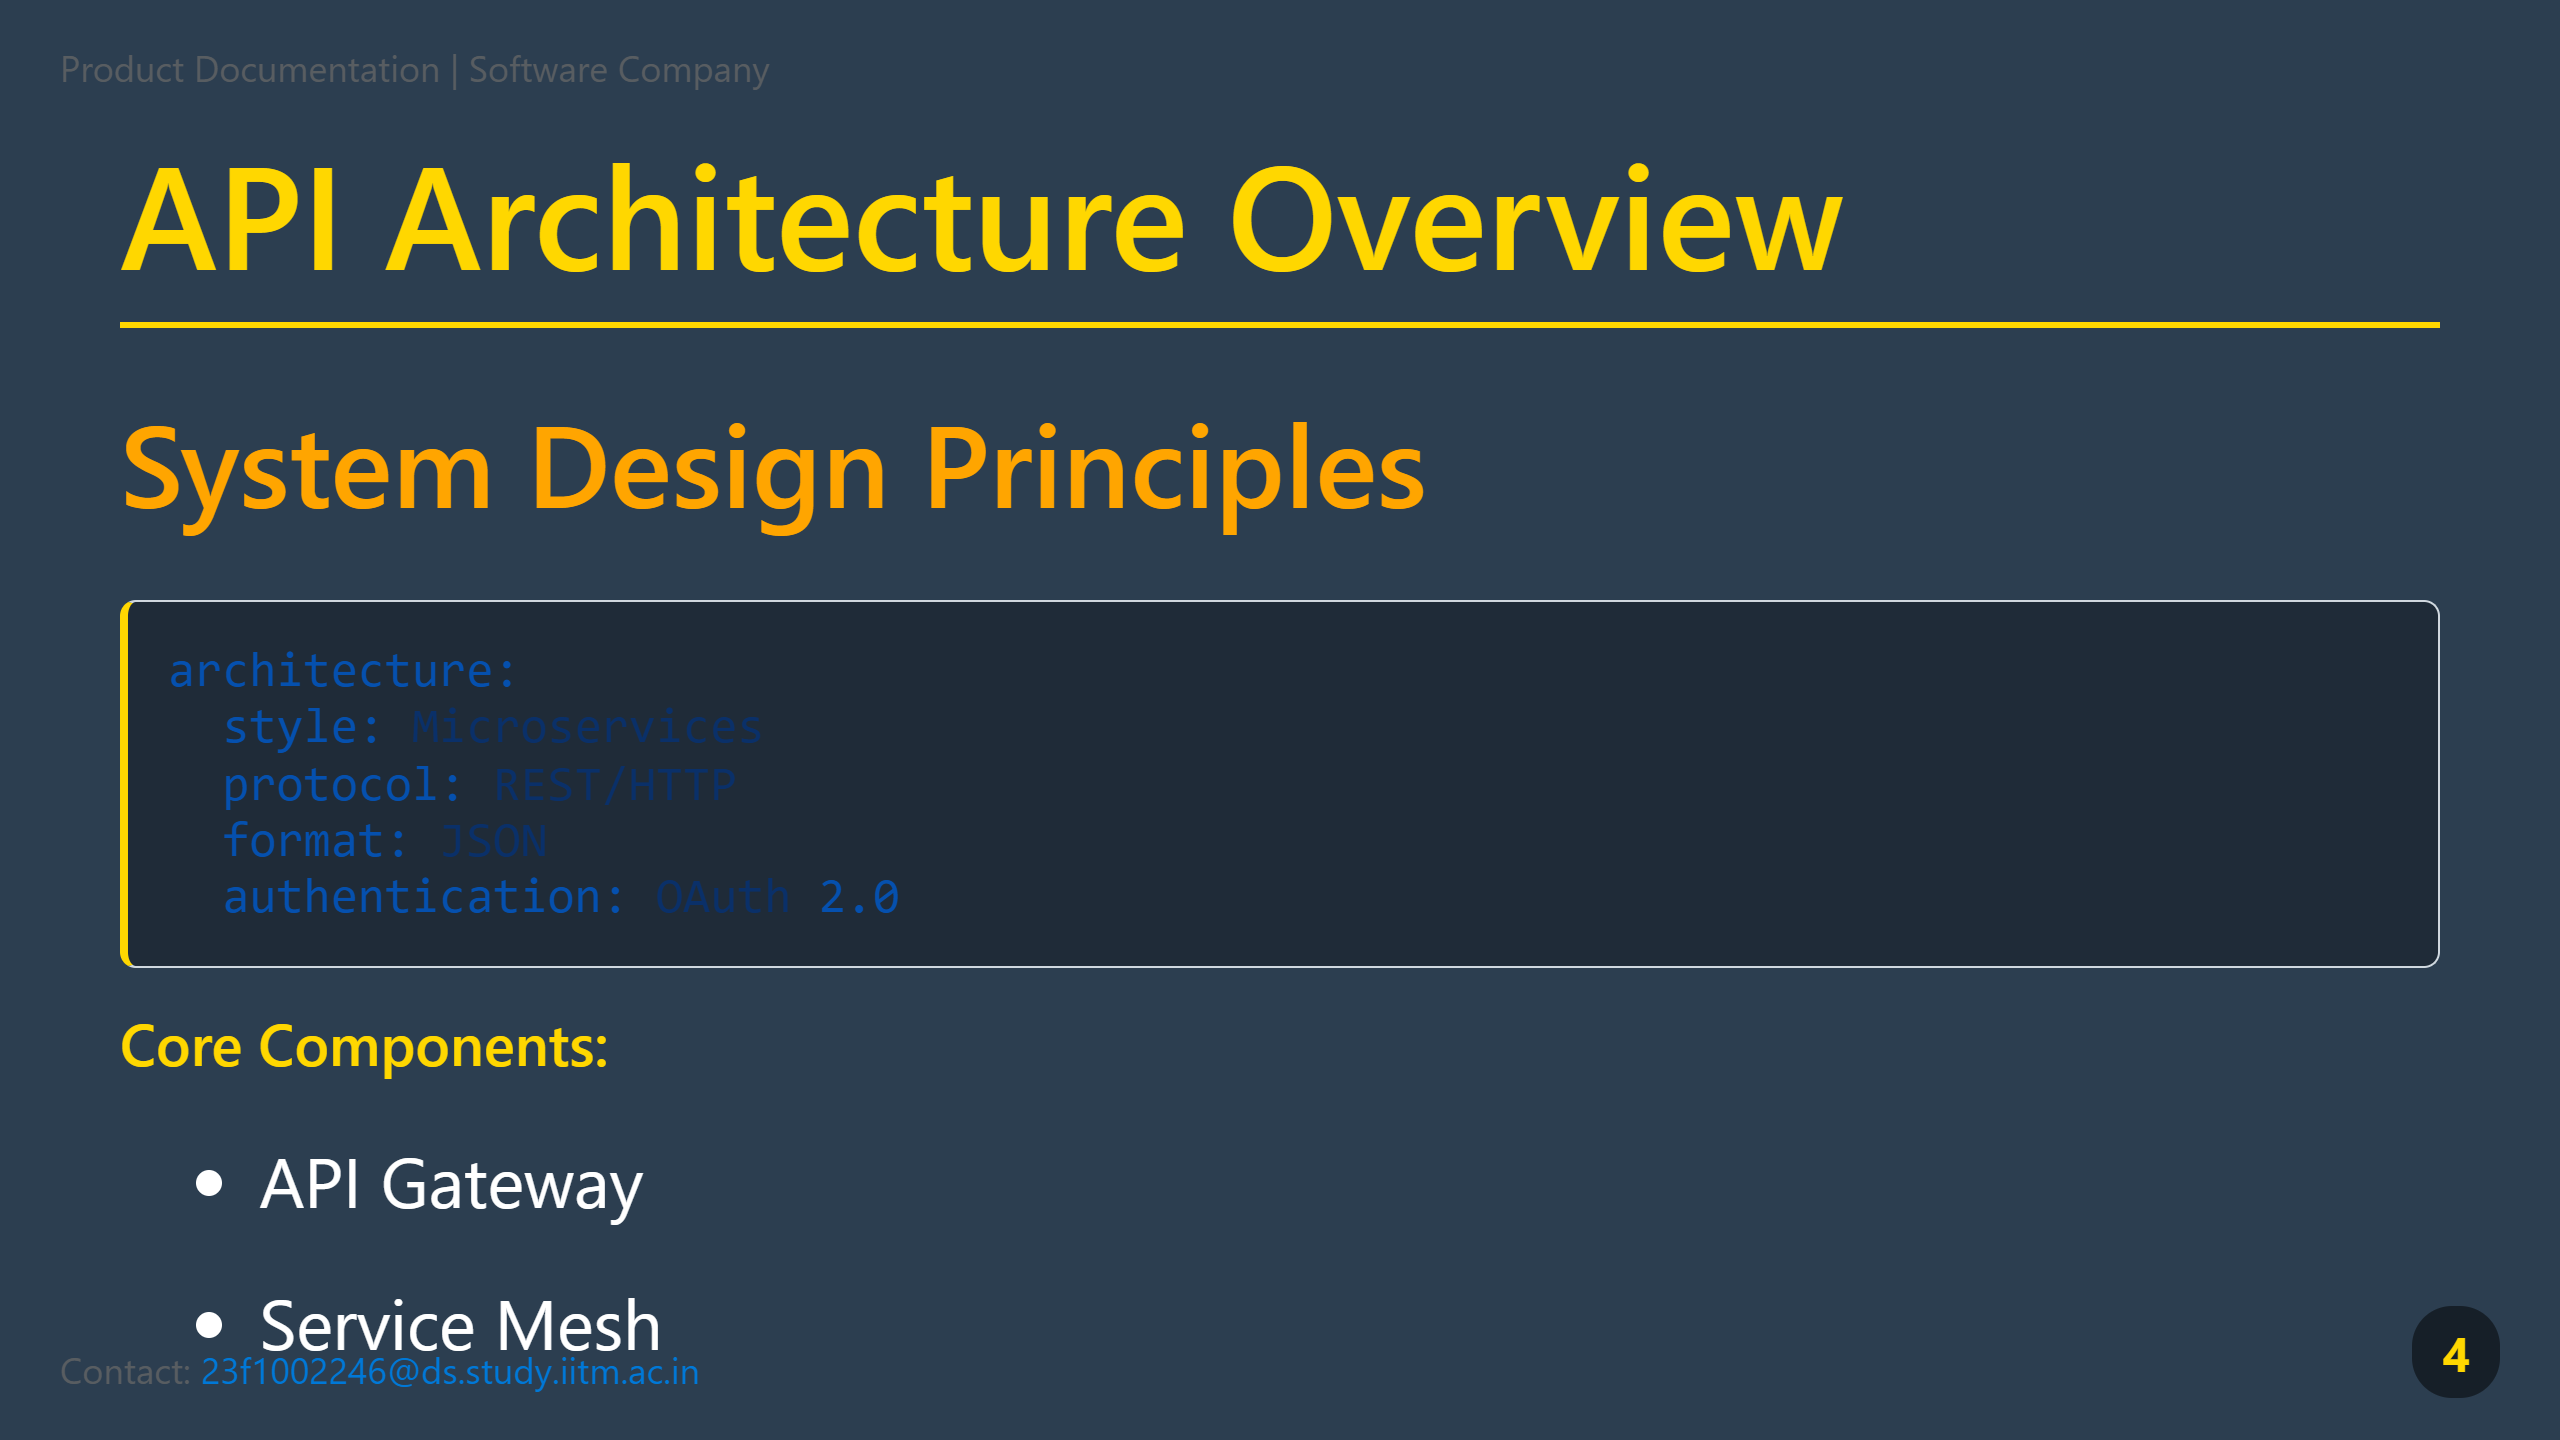 Product Documentation | Software Company
API Architecture Overview
System Design Principles
architecture:
  style: Microservices
  protocol: REST/HTTP
  format: JSON
  authentication: OAuth 2.0
Core Components:
• API Gateway
• Service Mesh
Contact: 23f1002246@ds.study.iitm.ac.in
4